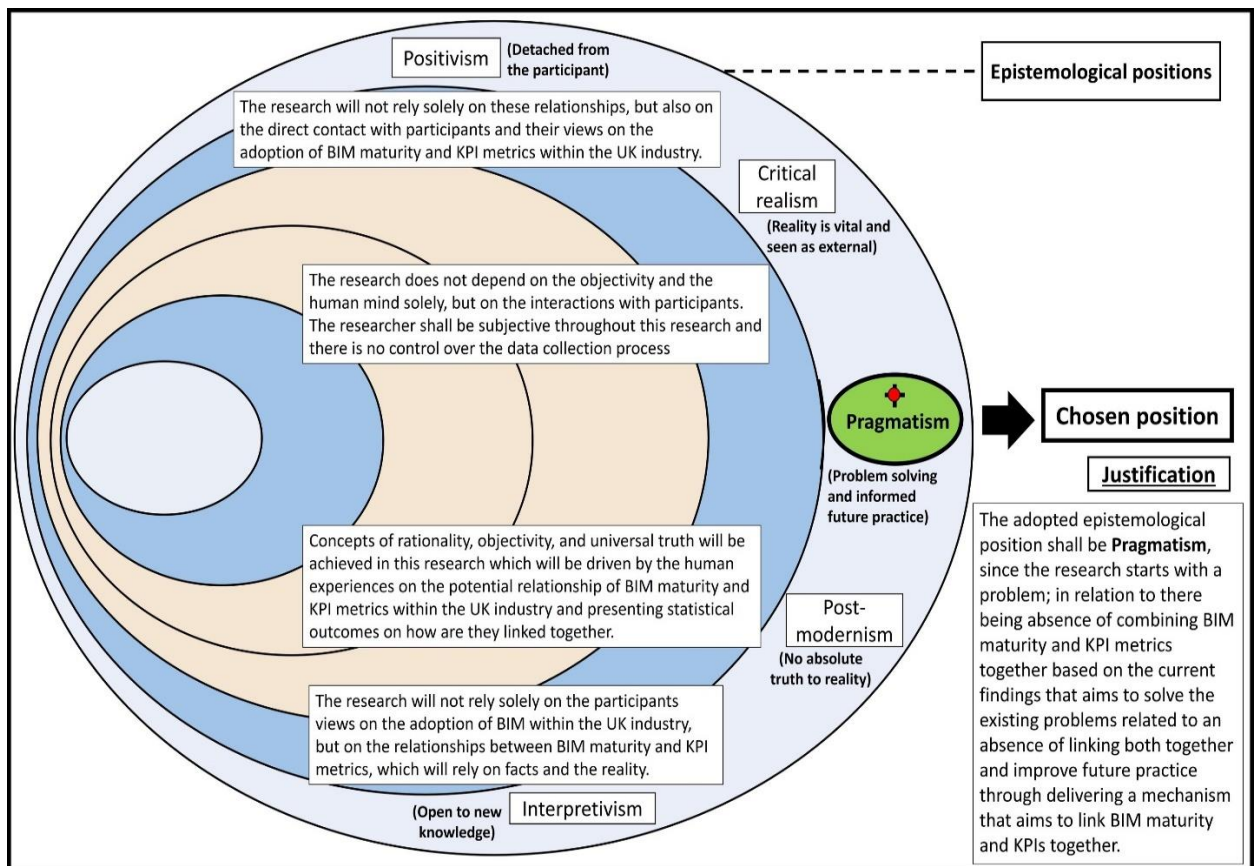 Positivism
(Detached from
the participant)
Epistemological positions
The research will not rely solely on these relationships, but also on
the direct contact with participants and their views on the
adoption of BIM maturity and KPI metrics within the UK industry.
Critical
realism
(Reality is vital and
seen as external)
The research does not depend on the objectivity and the
human mind solely, but on the interactions with participants.
The researcher shall be subjective throughout this research and
there is no control over the data collection process
Pragmatism
(Problem solving
and informed
future practice)
Chosen position
Justification
The adopted epistemological
position shall be Pragmatism,
since the research starts with a
problem; in relation to there
being absence of combining BIM
maturity and KPI metrics
together based on the current
findings that aims to solve the
existing problems related to an
absence of linking both together
and improve future practice
through delivering a mechanism
that aims to link BIM maturity
and KPIs together.
Concepts of rationality, objectivity, and universal truth will be
achieved in this research which will be driven by the human
experiences on the potential relationship of BIM maturity and
KPI metrics within the UK industry and presenting statistical
outcomes on how are they linked together.
Post-
modernism
(No absolute
truth to reality)
The research will not rely solely on the participants
views on the adoption of BIM within the UK industry,
but on the relationships between BIM maturity and KPI
metrics, which will rely on facts and the reality.
(Open to new
knowledge)
Interpretivism